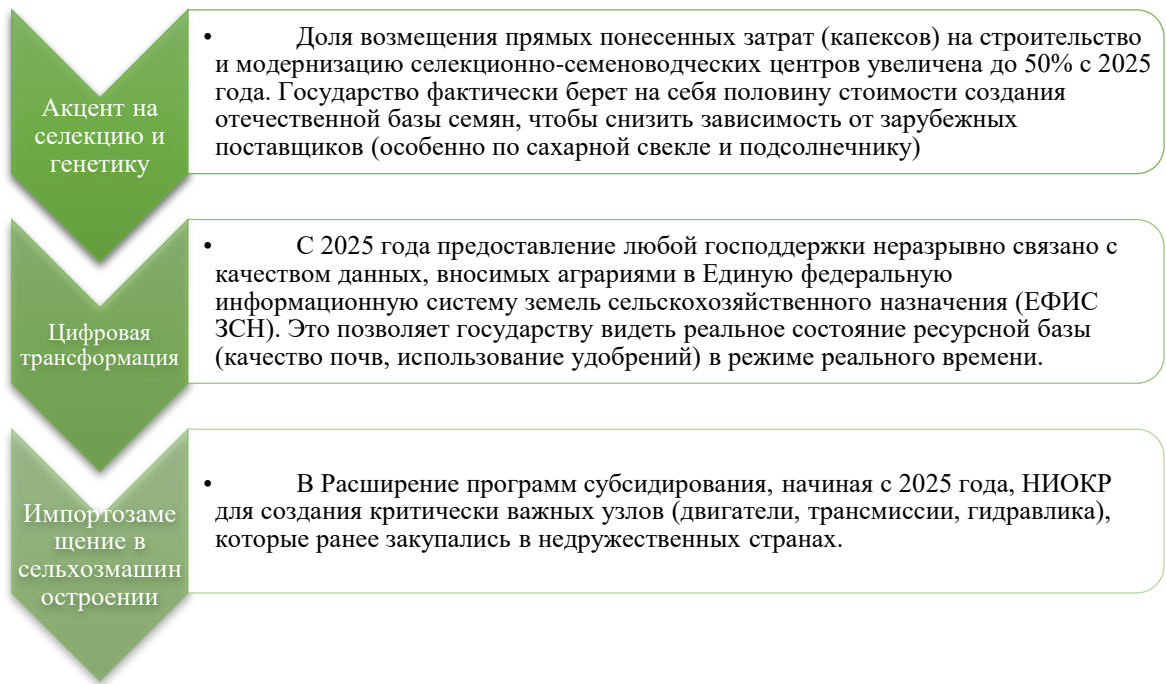 Акцент на
селекцию и
генетику
• Доля возмещения прямых понесенных затрат (капексов) на строительство
и модернизацию селекционно-семеноводческих центров увеличена до 50% с 2025
года. Государство фактически берет на себя половину стоимости создания
отечественной базы семян, чтобы снизить зависимость от зарубежных
поставщиков (особенно по сахарной свекле и подсолнечнику)
Цифровая
трансформация
• С 2025 года предоставление любой господдержки неразрывно связано с
качеством данных, вносимых аграриями в Единую федеральную
информационную систему земель сельскохозяйственного назначения (ЕФИС
ЗСН). Это позволяет государству видеть реальное состояние ресурсной базы
(качество почв, использование удобрений) в режиме реального времени.
Импортозаме
щение в
сельхозмашин
остроении
• В Расширение программ субсидирования, начиная с 2025 года, НИОКР
для создания критически важных узлов (двигатели, трансмиссии, гидравлика),
которые ранее закупались в недружественных странах.